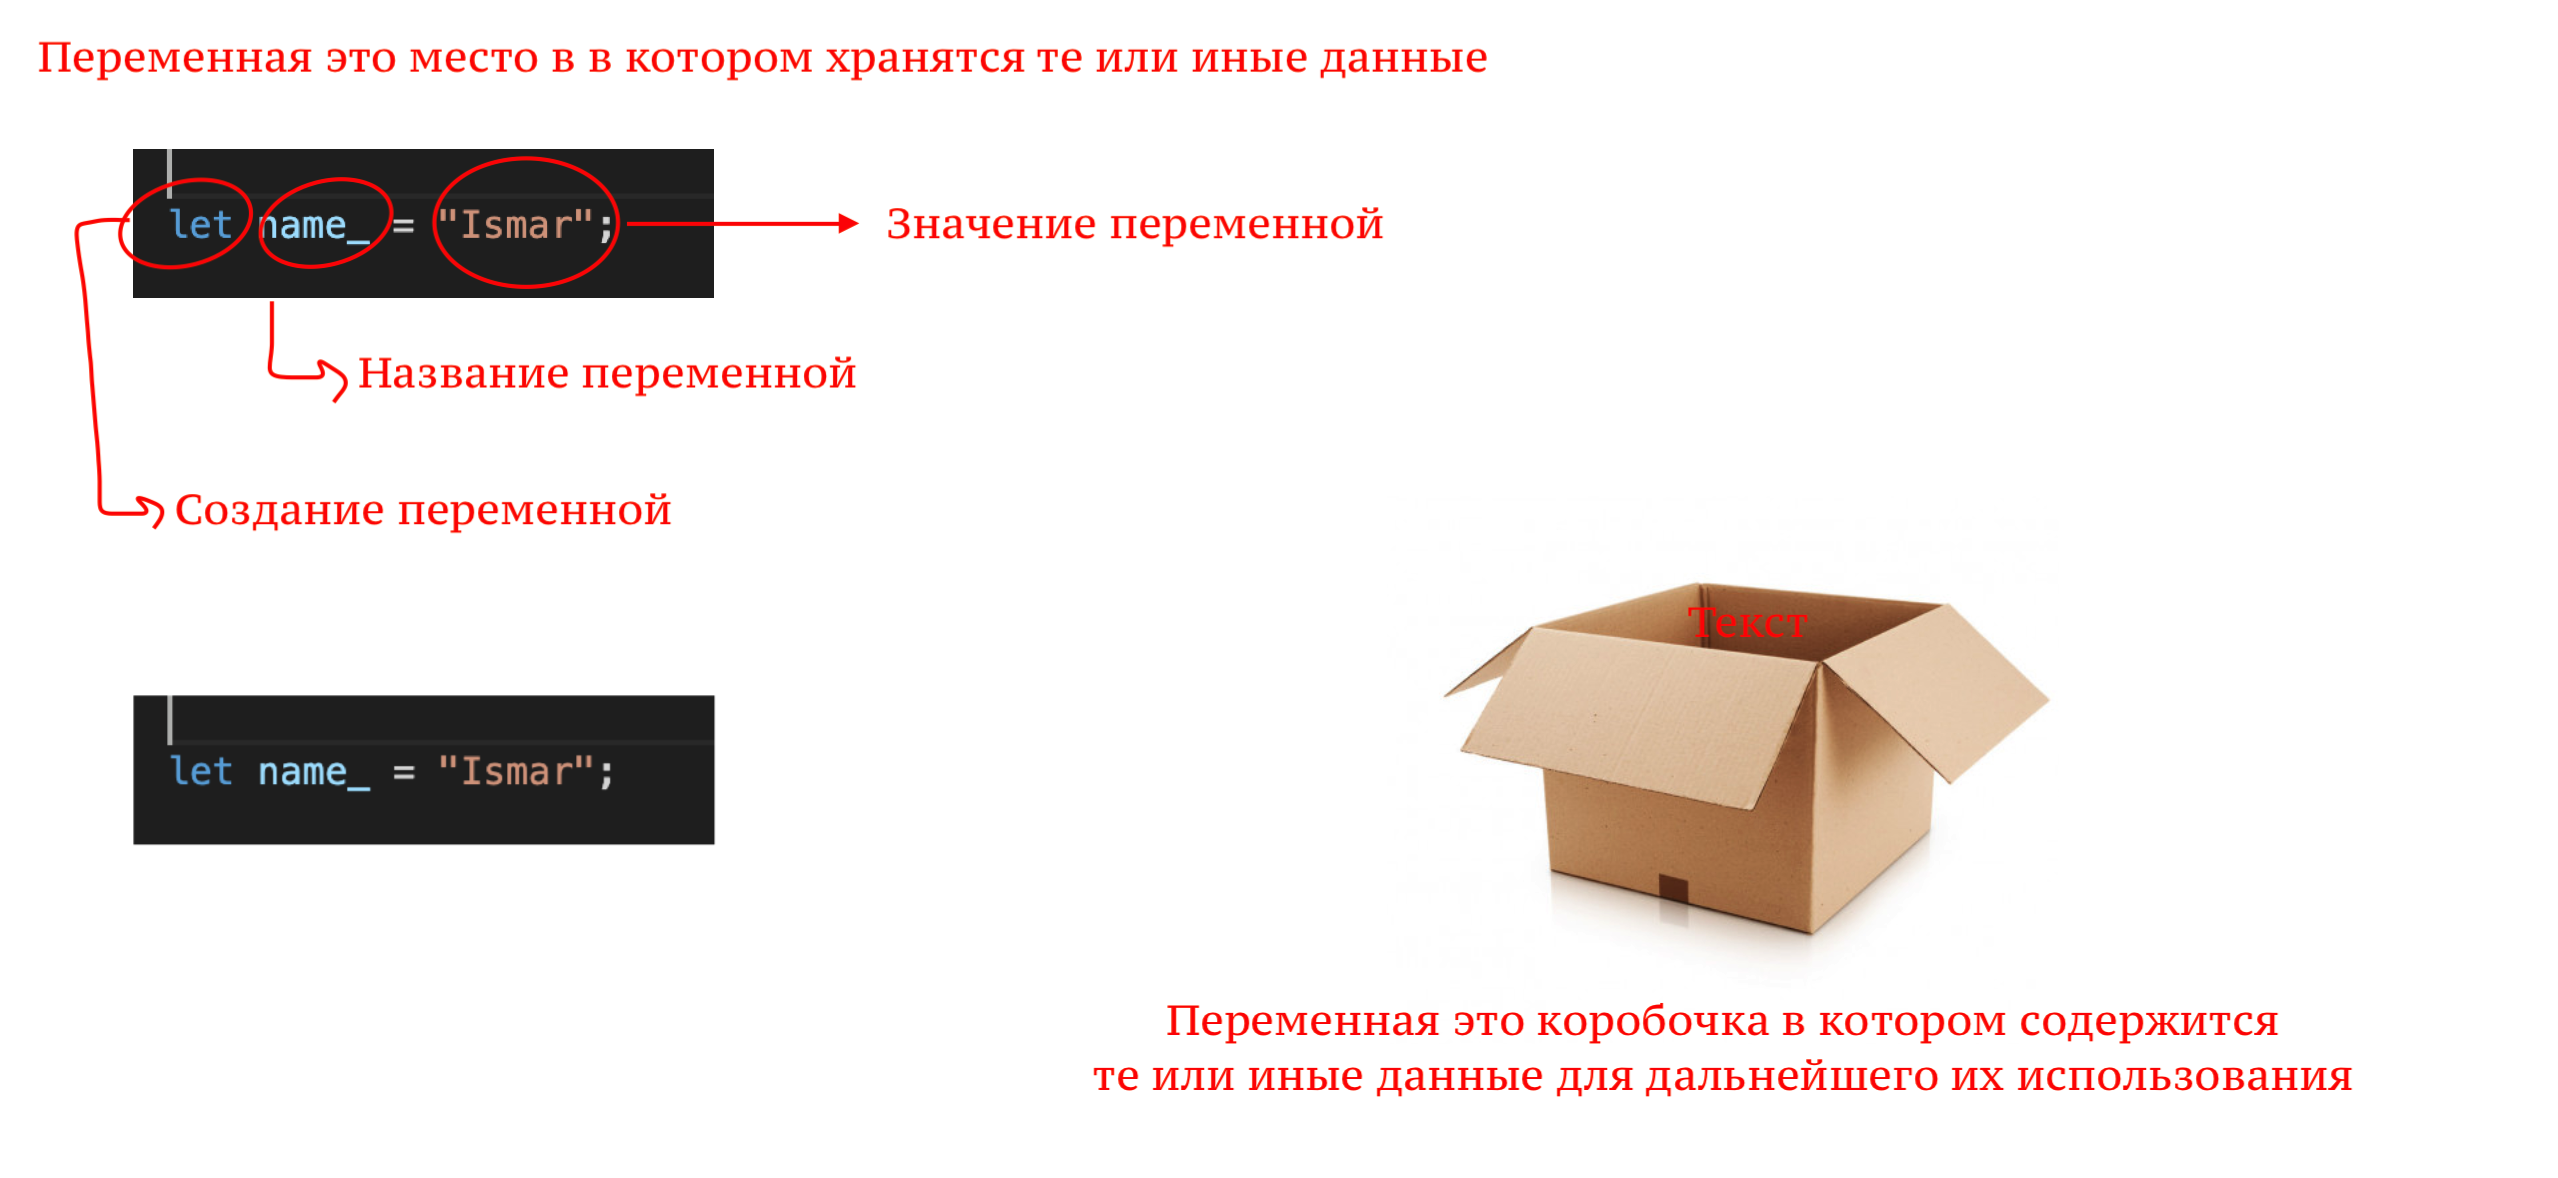 Переменная это место в в котором хранятся те или иные данные
let name_ = "Ismar";
Значение переменной
Название переменной
Создание переменной
let name_ = "Ismar";
Текст
Переменная это коробочка в котором содержится
те или иные данные для дальнейшего их использования